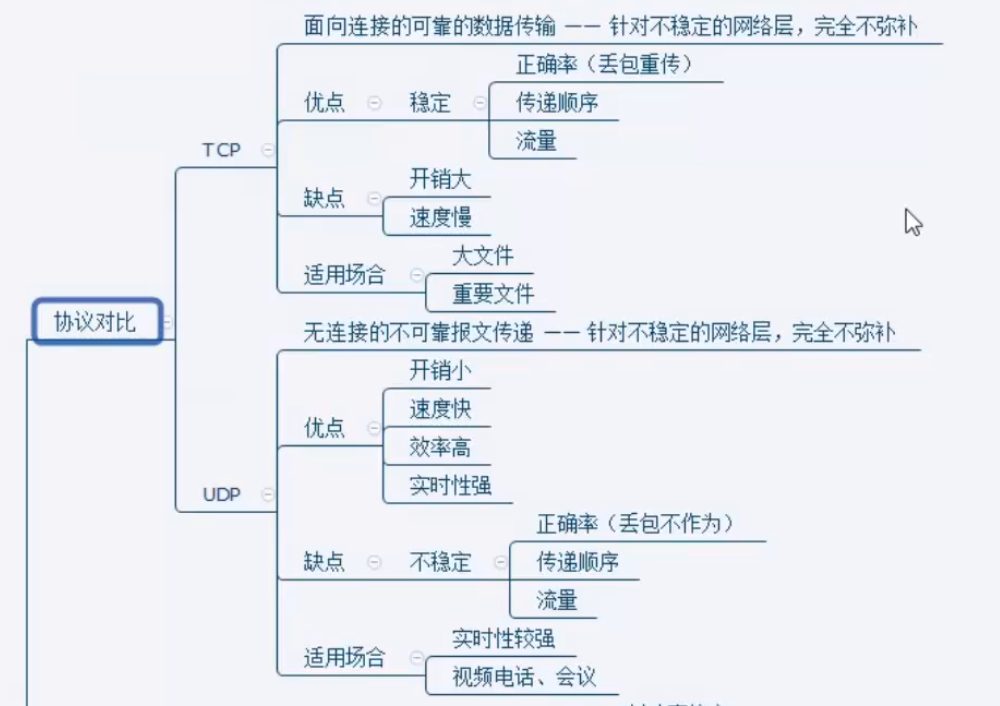 面向连接的可靠的数据传输 —— 针对不稳定的网络层，完全不弥补
正确率（丢包重传）
优点
稳定
传递顺序
流量
TCP
开销大
缺点
速度慢
大文件
适用场合
重要文件
协议对比
无连接的不可靠报文传递 —— 针对不稳定的网络层，完全不弥补
开销小
速度快
优点
效率高
实时性强
UDP
正确率（丢包不作为）
缺点
不稳定
传递顺序
流量
实时性较强
适用场合
视频电话、会议